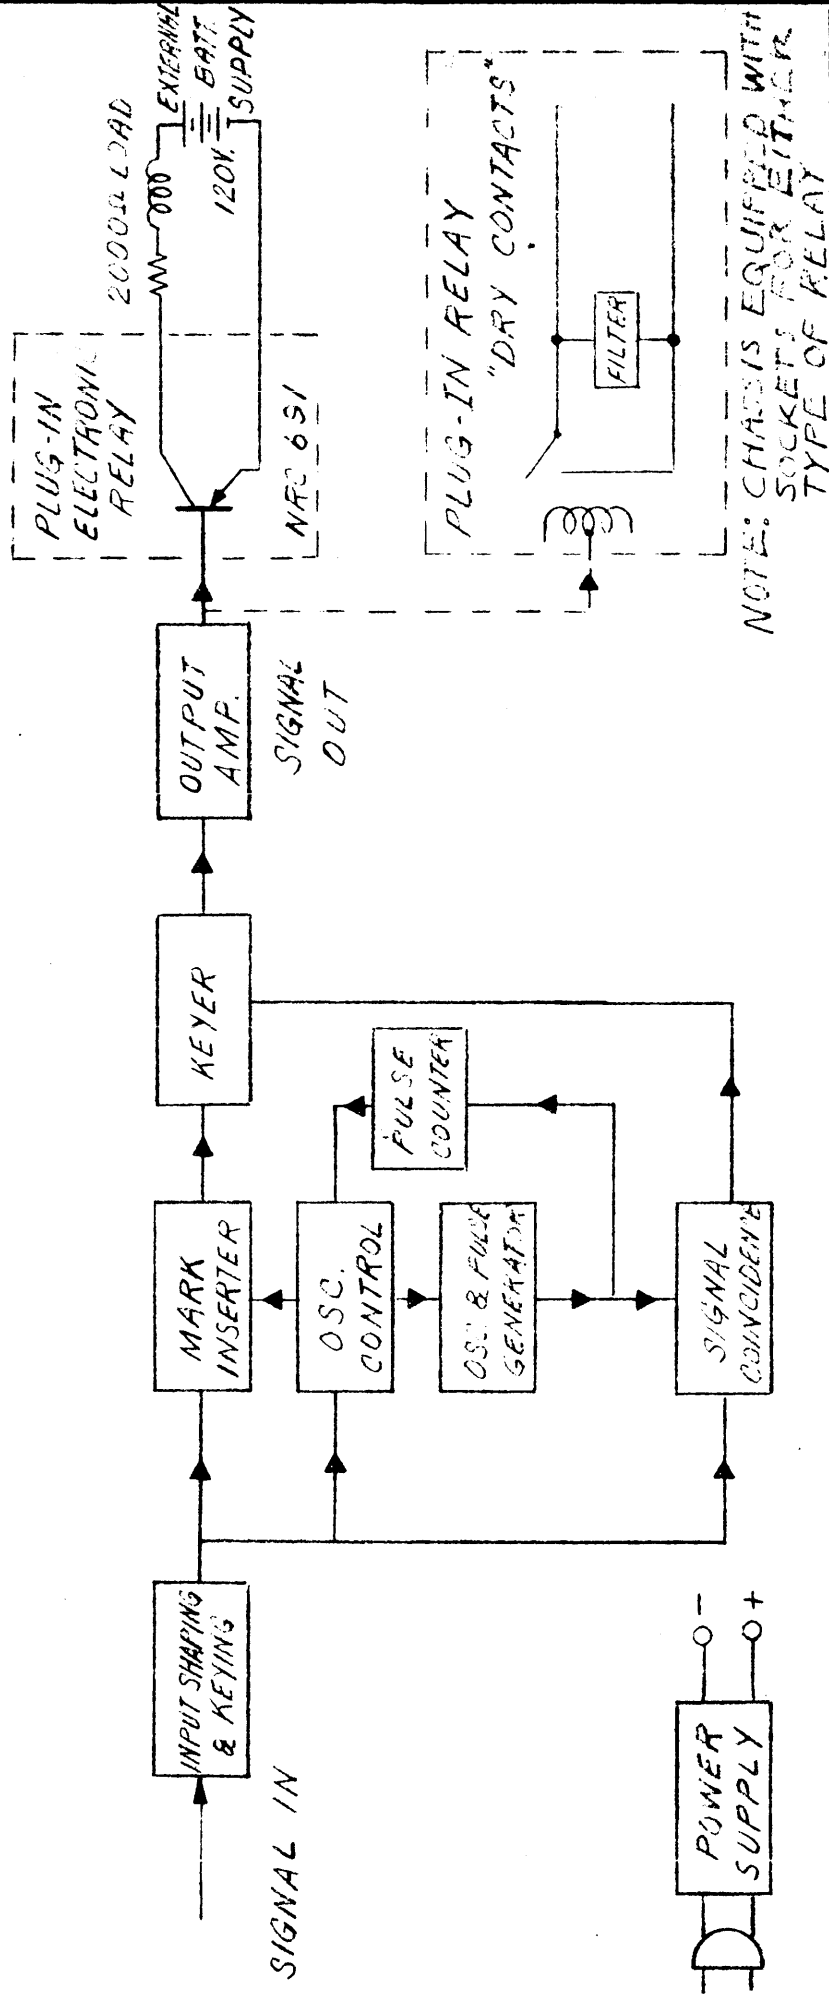 SIGNAL IN
INPUT SHAPING
& KEYING
MARK
INSERTER
KEYER
OUTPUT
AMP.
SIGNAL
OUT
PLUG-IN
ELECTRONIC
RELAY
2000Ω LOAD
EXTERNAL
BATT.
SUPPLY
120V.
OSC.
CONTROL
PULSE
COUNTER
OSC & PULSE
GENERATOR
SIGNAL
COINCIDENCE
PLUG-IN RELAY
"DRY CONTACTS"
FILTER
POWER
SUPPLY
-
+
NOTE: CHASSIS EQUIPPED WITH
SOCKETS FOR EITHER
TYPE OF RELAY